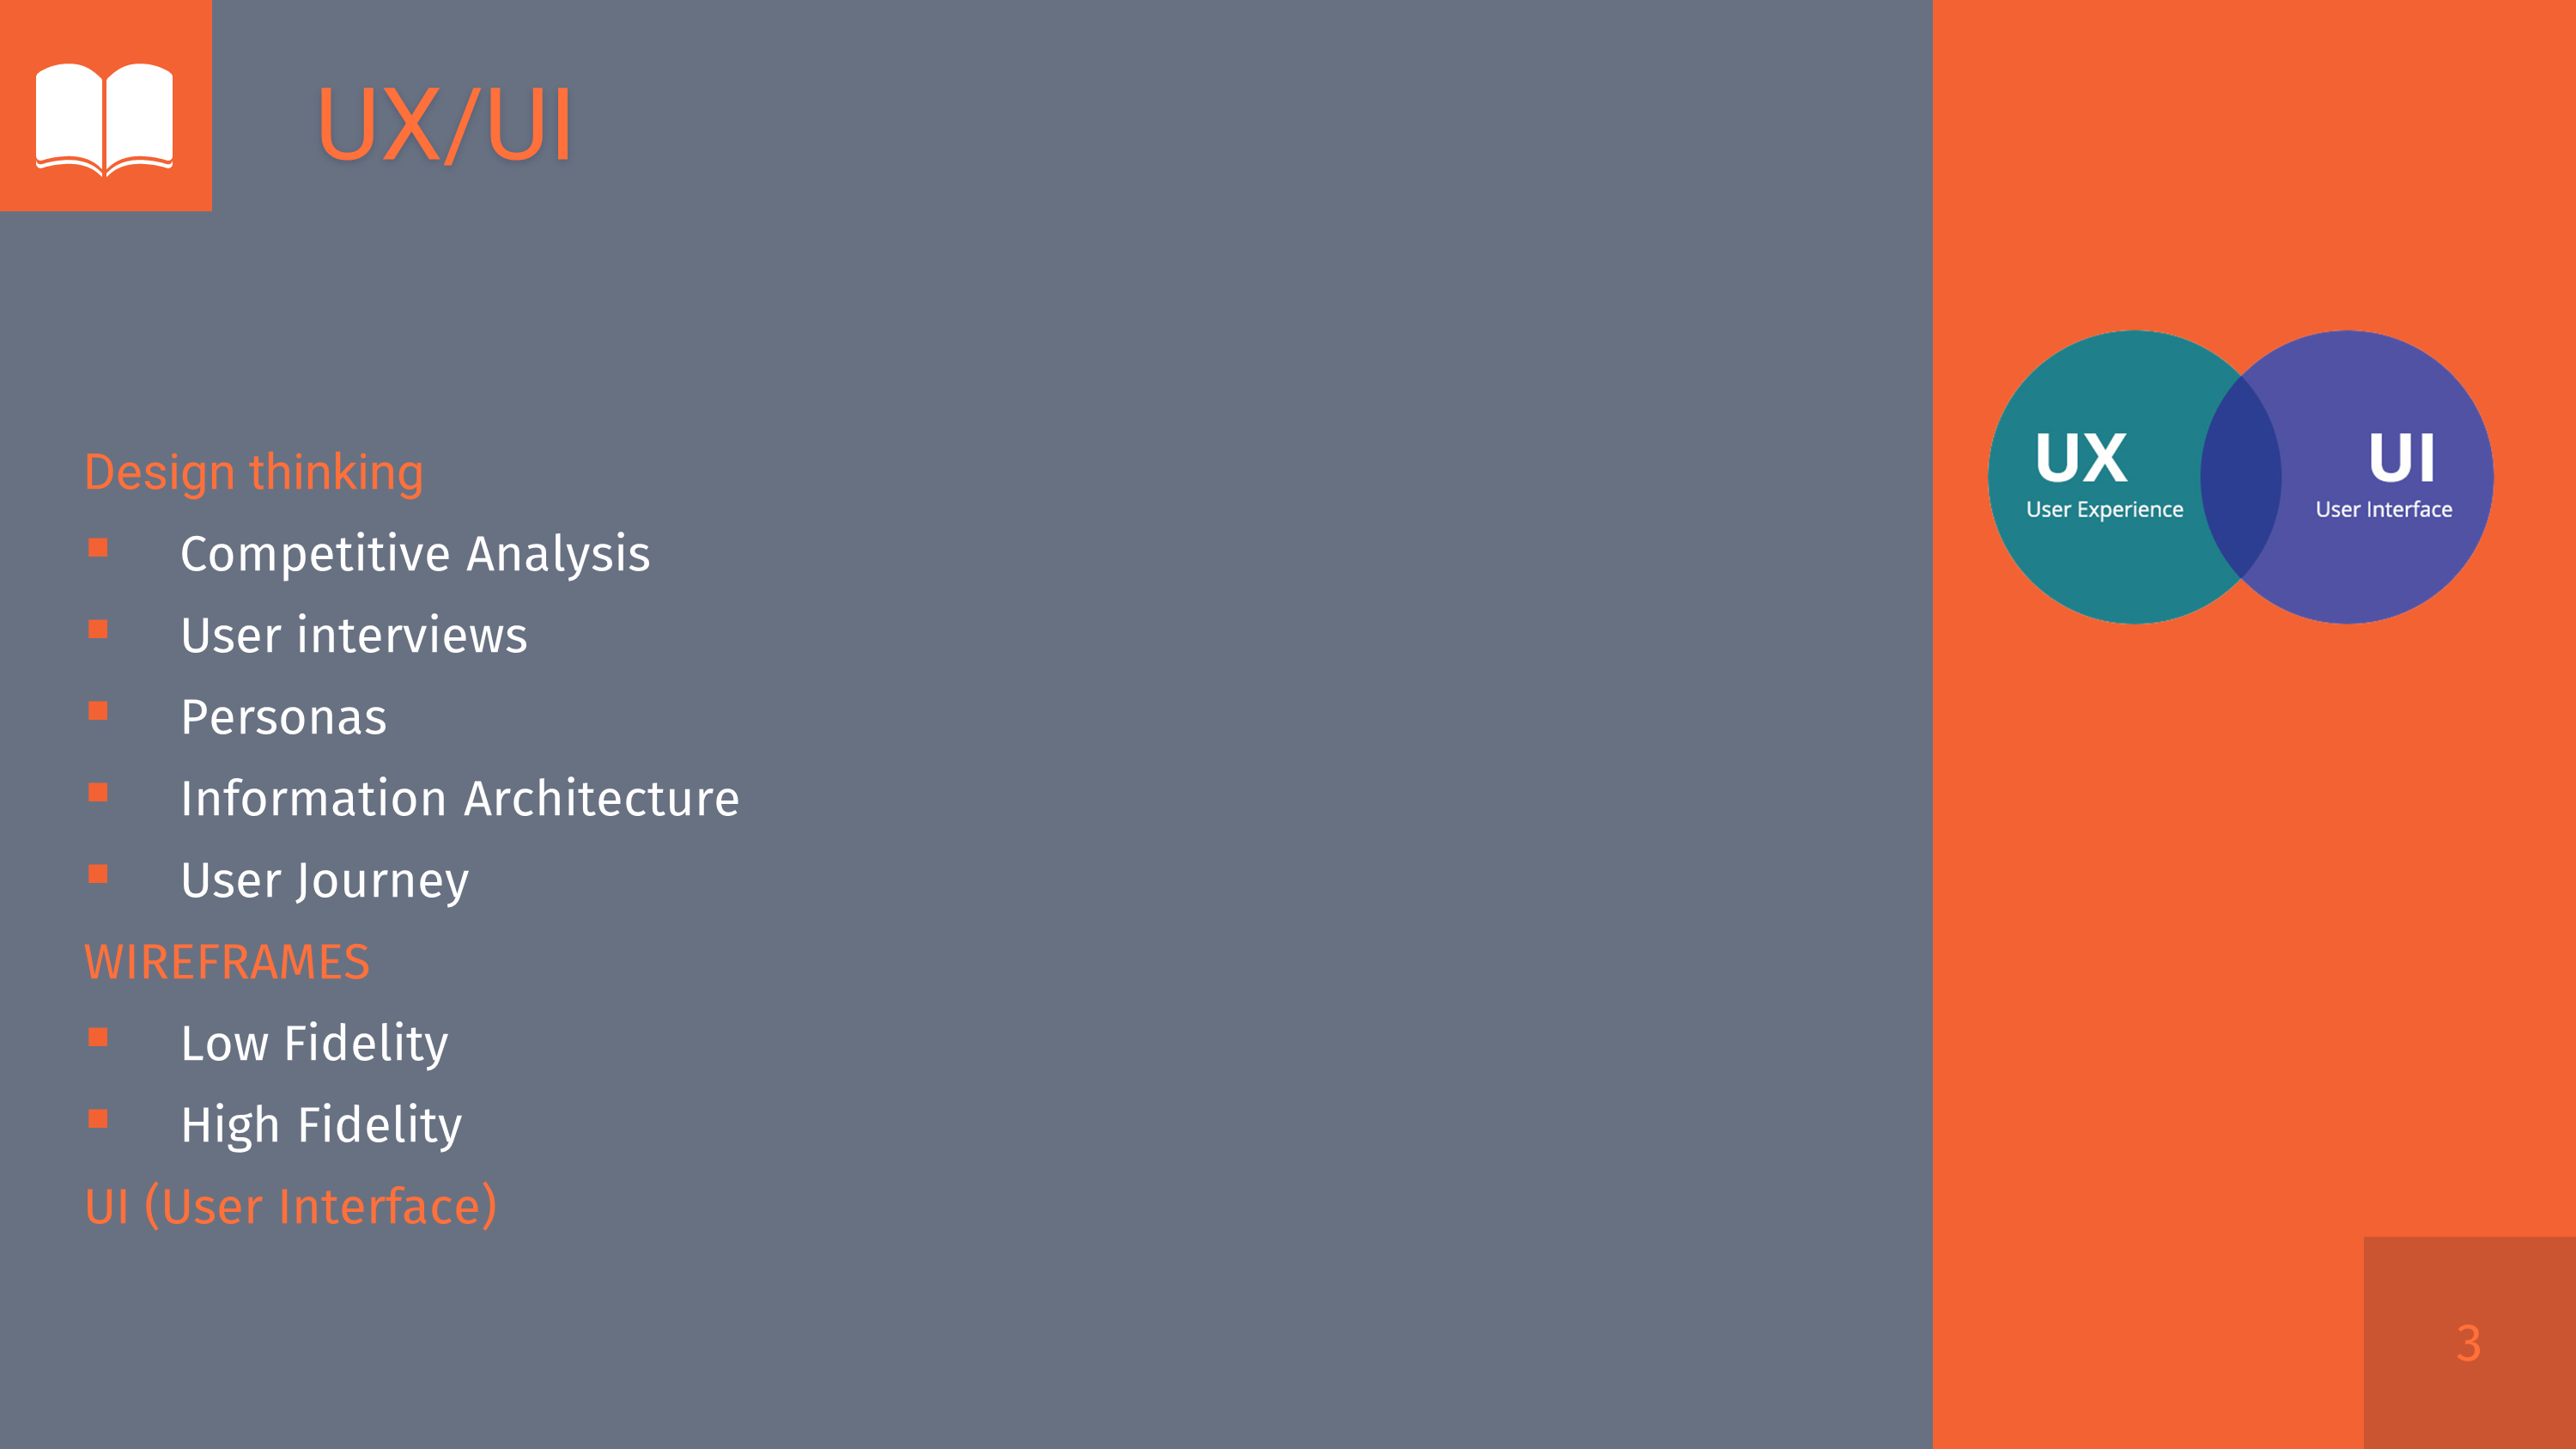 UX/UI
Design thinking
Competitive Analysis
User interviews
Personas
Information Architecture
User Journey
WIREFRAMES
Low Fidelity
High Fidelity
UI (User Interface)
UX
User Experience
UI
User Interface
3